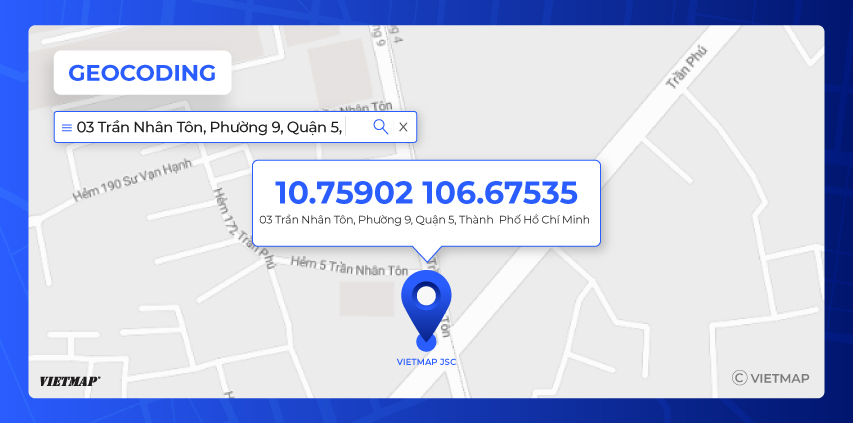 GEOCODING
03 Trần Nhân Tôn, Phường 9, Quận 5,
10.75902 106.67535
03 Trần Nhân Tôn, Phường 9, Quận 5, Thành Phố Hồ Chí Minh
Trần Phú
Nhân Tôn
Hẻm 190 Sư Vạn Hạnh
Hẻm 172 Trần Phú
Hẻm 5 Trần Nhân Tôn
Tôn
VIETMAP JSC
VIETMAP
© VIETMAP